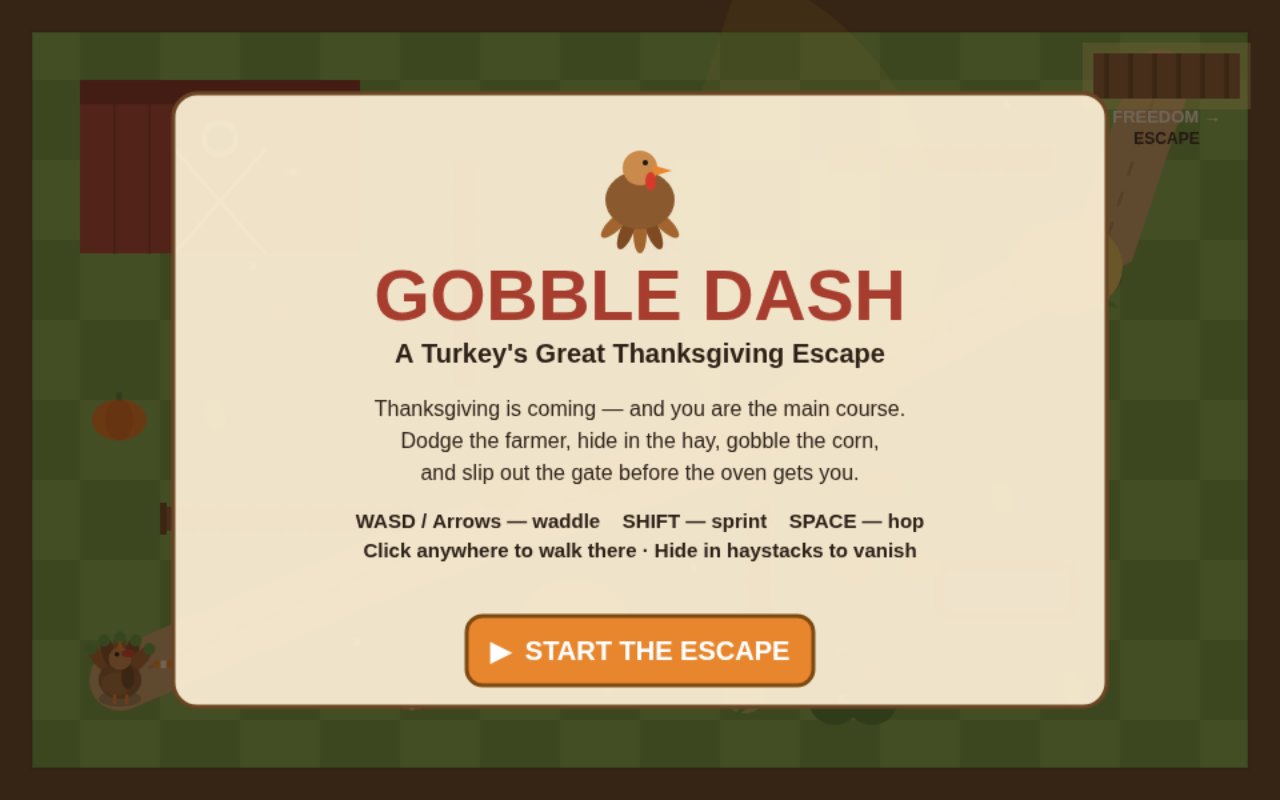 FREEDOM →
ESCAPE
GOBBLE DASH
A Turkey's Great Thanksgiving Escape
Thanksgiving is coming — and you are the main course.
Dodge the farmer, hide in the hay, gobble the corn,
and slip out the gate before the oven gets you.
WASD / Arrows — waddle SHIFT — sprint SPACE — hop
Click anywhere to walk there · Hide in haystacks to vanish
▶ START THE ESCAPE